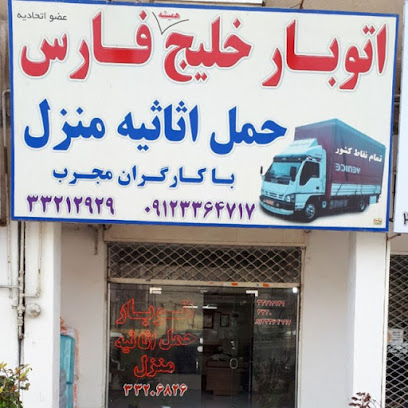 عضو اتحادیه
همیشه
اتوبار خلیج فارس
حمل اثاثیه منزل
تمام نقاط کشور
با کارگران مجرب
۳۳۲۱۲۹۲۹ ۰۹۱۲۳۳۶۴۷۱۷
اتوبار
حمل اثاثیه
منزل
۳۳۲۰۶۸۲۶